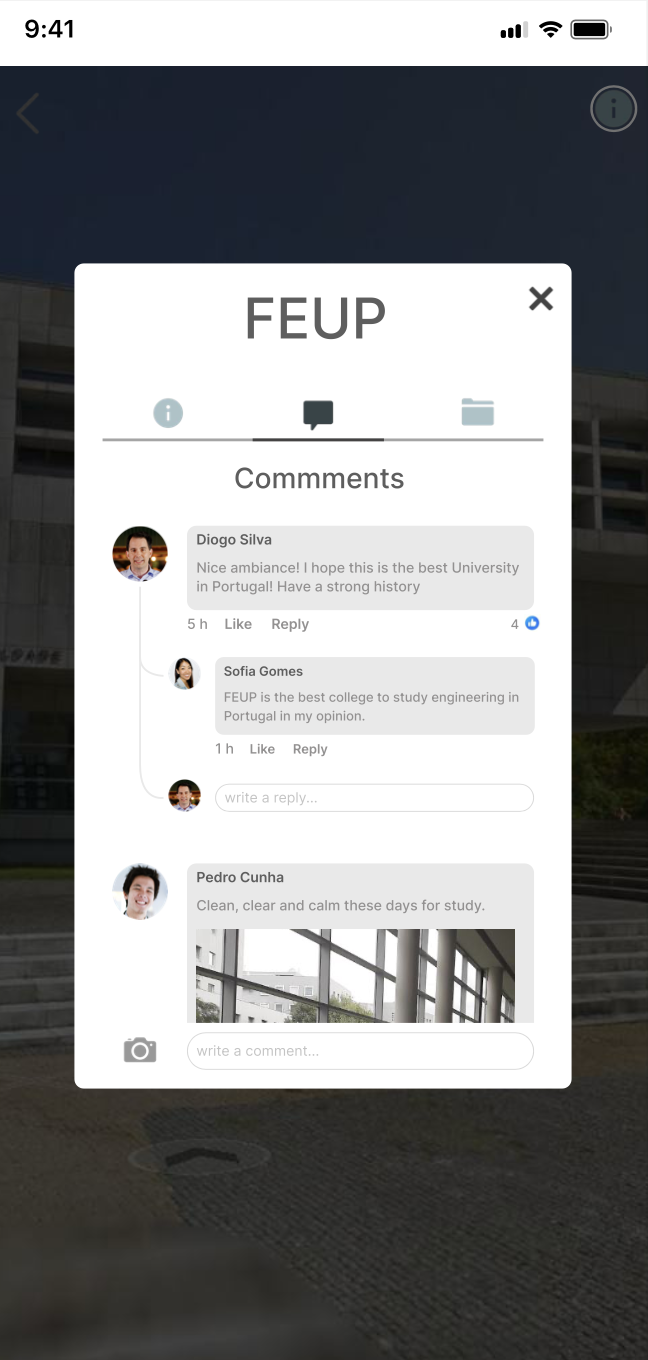 9:41
FEUP
Commments
Diogo Silva
Nice ambiance! I hope this is the best University
in Portugal! Have a strong history
5 h Like Reply 4
Sofia Gomes
FEUP is the best college to study engineering in
Portugal in my opinion.
1 h Like Reply
write a reply...
Pedro Cunha
Clean, clear and calm these days for study.
write a comment...